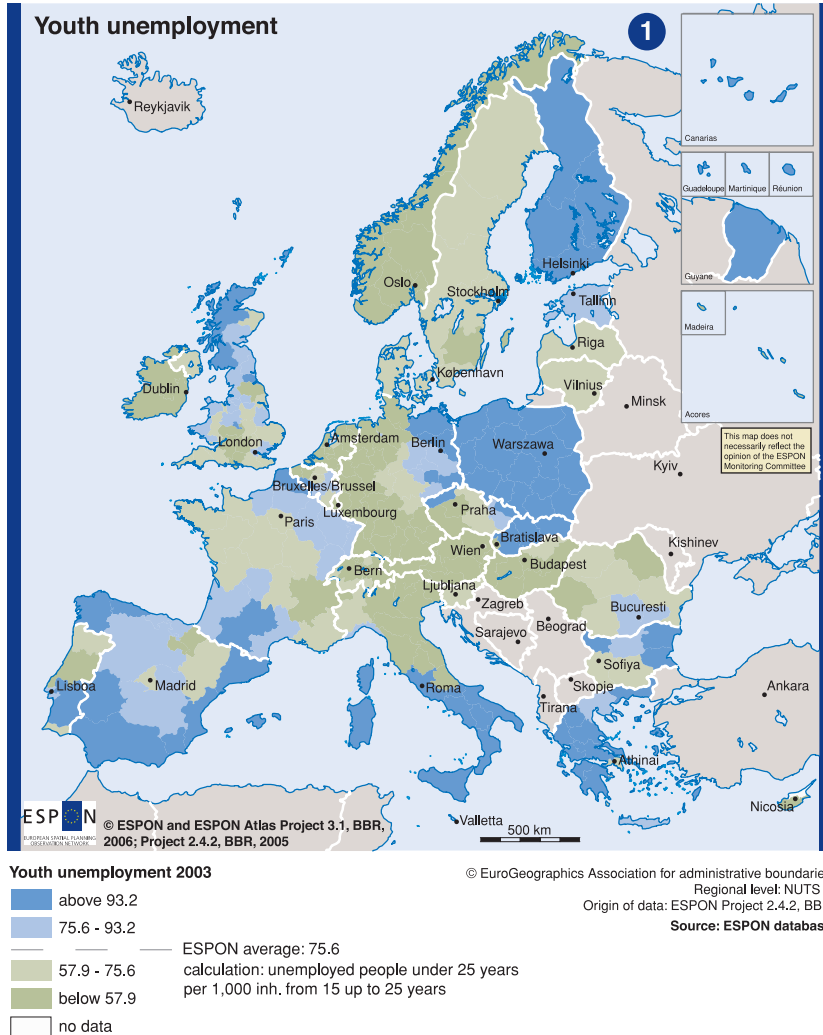 Youth unemployment
1
Reykjavik
Canarias
Guadeloupe
Martinique
Réunion
Guyane
Madeira
Acores
This map does not
necessarily reflect the
opinion of the ESPON
Monitoring Committee
Helsinki
Oslo
Stockholm
Tallinn
Riga
København
Vilnius
Minsk
Dublin
London
Amsterdam
Berlin
Warszawa
Kyiv
Bruxelles/Brussel
Luxembourg
Praha
Paris
Bratislava
Wien
Kishinev
Bern
Budapest
Ljubljana
Zagreb
Bucuresti
Beograd
Sarajevo
Sofiya
Lisboa
Madrid
Roma
Skopje
Tirana
Ankara
Athinai
Nicosia
Valletta
500 km
ESPON
EUROPEAN SPATIAL PLANNING
OBSERVATION NETWORK
© ESPON and ESPON Atlas Project 3.1, BBR,
2006; Project 2.4.2, BBR, 2005
Youth unemployment 2003
above 93.2
75.6 - 93.2
ESPON average: 75.6
57.9 - 75.6
calculation: unemployed people under 25 years
per 1,000 inh. from 15 up to 25 years
below 57.9
no data
© EuroGeographics Association for administrative boundarie
Regional level: NUTS
Origin of data: ESPON Project 2.4.2, BB
Source: ESPON databas